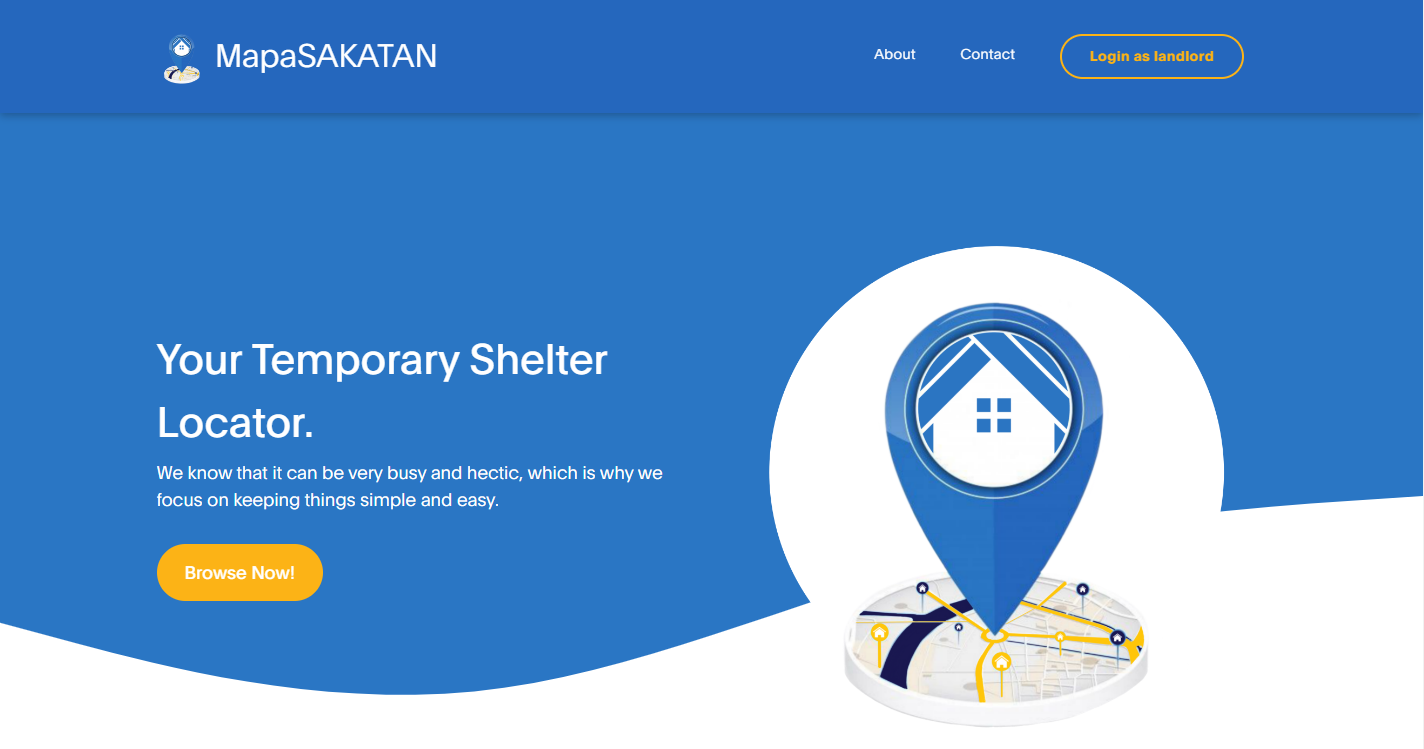 MapaSAKATAN
About
Contact
Login as landlord
Your Temporary Shelter
Locator.
We know that it can be very busy and hectic, which is why we
focus on keeping things simple and easy.
Browse Now!